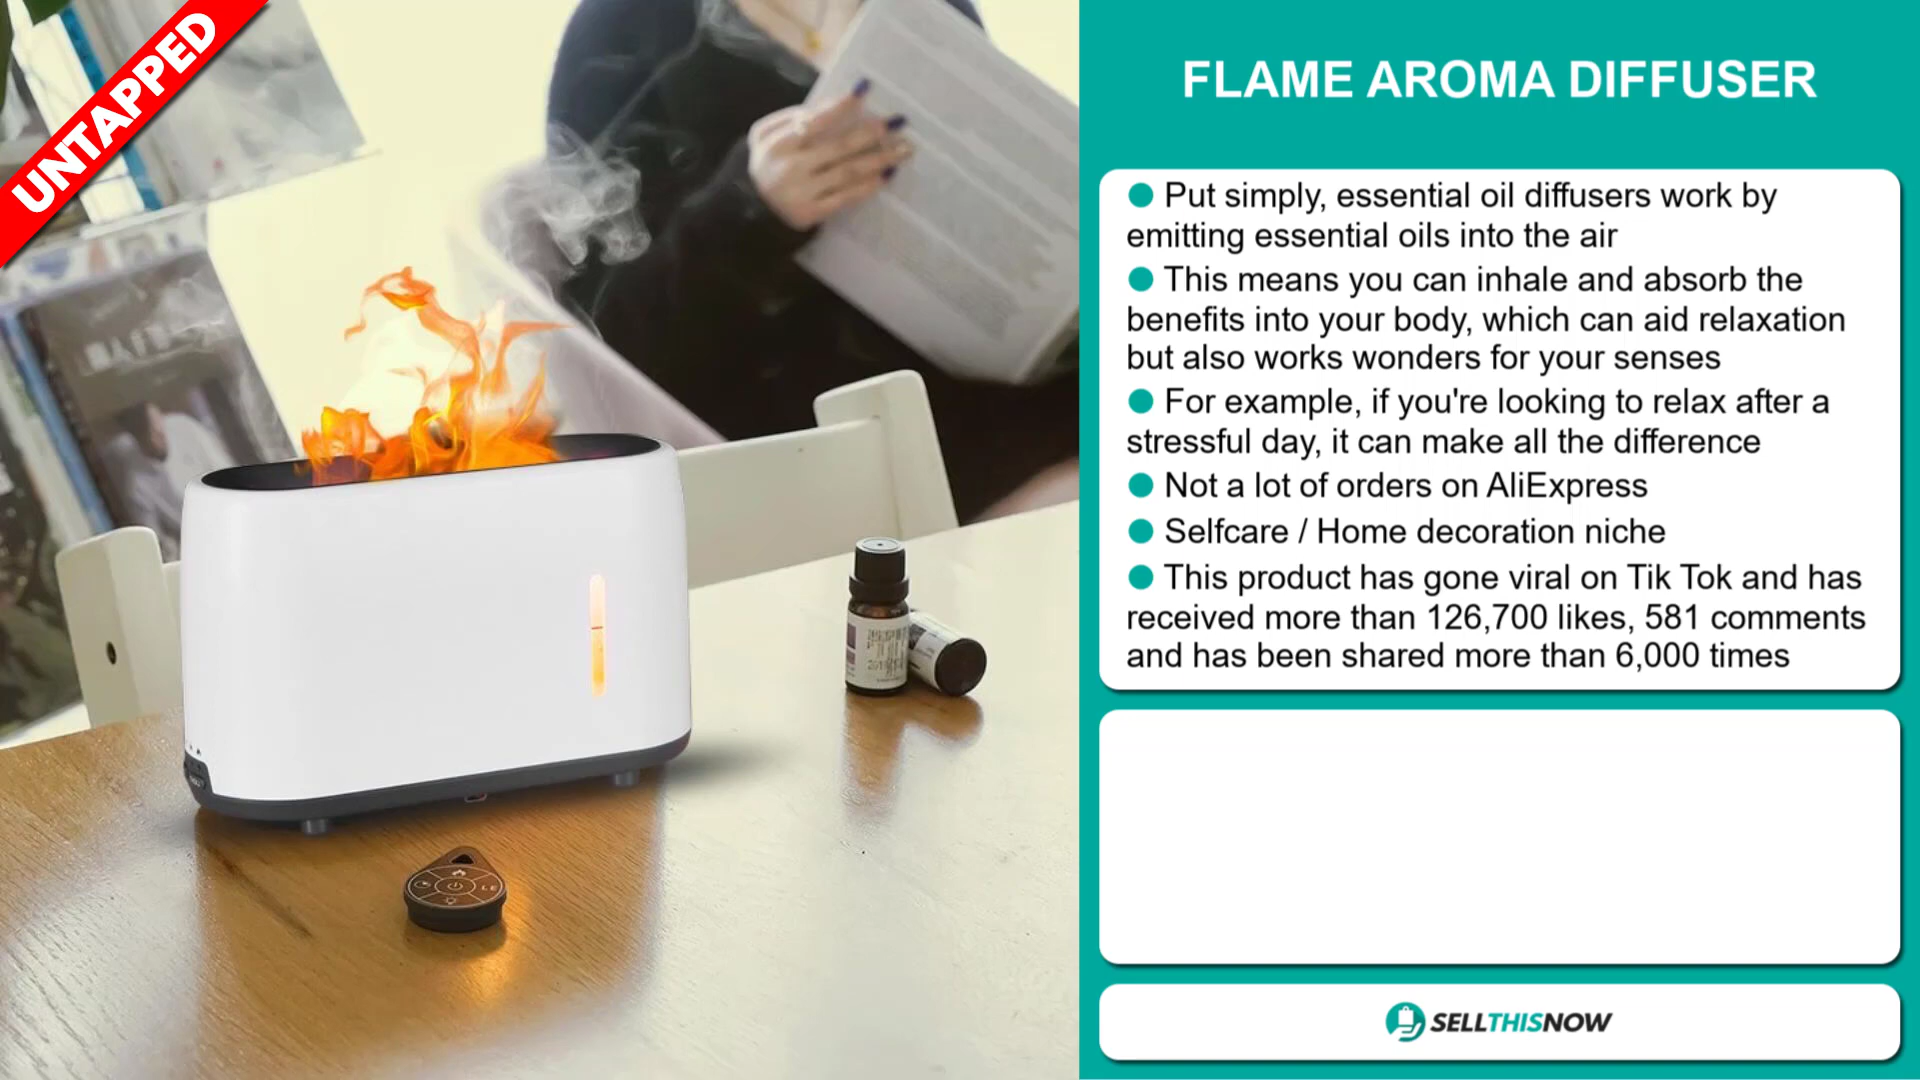 UNTAPPED
FLAME AROMA DIFFUSER
● Put simply, essential oil diffusers work by
emitting essential oils into the air
● This means you can inhale and absorb the
benefits into your body, which can aid relaxation
but also works wonders for your senses
● For example, if you're looking to relax after a
stressful day, it can make all the difference
● Not a lot of orders on AliExpress
● Selfcare / Home decoration niche
● This product has gone viral on Tik Tok and has
received more than 126,700 likes, 581 comments
and has been shared more than 6,000 times
SELLTHISNOW